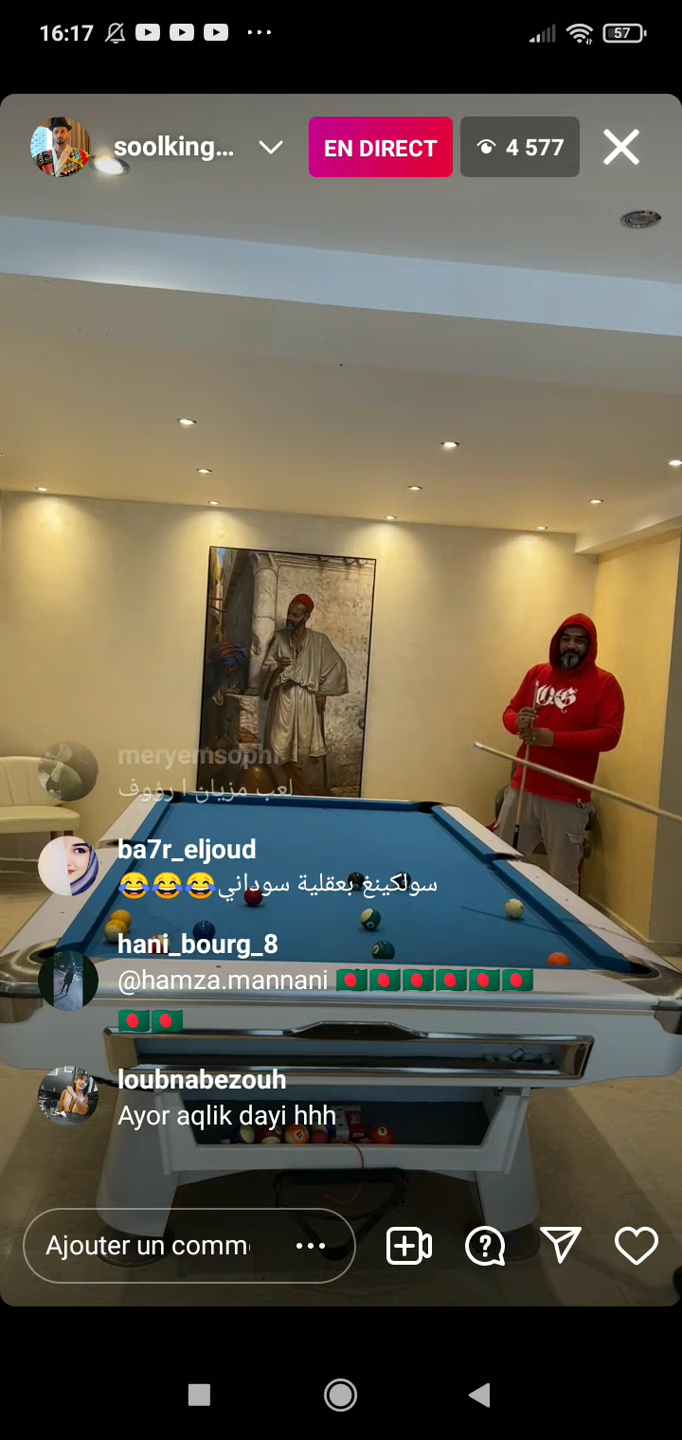 16:17
57
soolking...
EN DIRECT
4 577
meryemsophi
لعب مزيان ا رؤوف
ba7r_eljoud
سولكينغ بعقلية سوداني😂😂😂
hani_bourg_8
@hamza.mannani 🇧🇩🇧🇩🇧🇩🇧🇩🇧🇩🇧🇩
🇧🇩🇧🇩
loubnabezouh
Ayor aqlik dayi hhh
Ajouter un comm